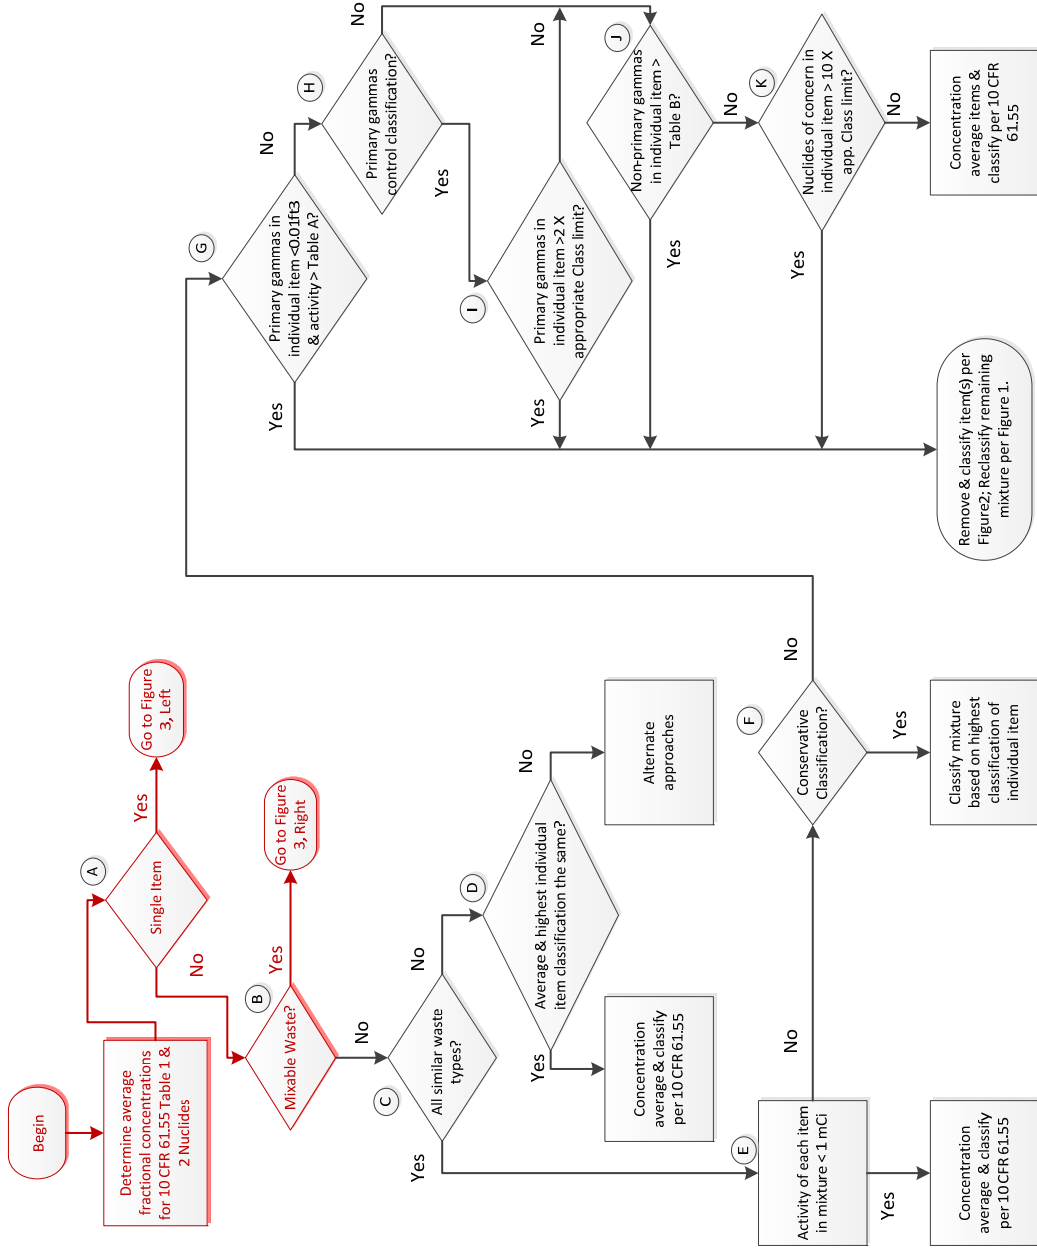 Begin
Determine average
fractional concentrations
for 10 CFR 61.55 Table 1 &
2 Nuclides
A
Single Item
Yes
Go to Figure
3, Left
No
B
Mixable Waste?
Yes
Go to Figure
3, Right
No
C
All similar waste
types?
Yes
No
D
Average & highest individual
item classification the same?
Yes
No
Concentration
average & classify
per 10 CFR 61.55
Alternate
approaches
E
Activity of each item
in mixture < 1 mCi
Yes
No
Concentration
average & classify
per 10 CFR 61.55
F
Conservative
Classification?
Yes
No
Classify mixture
based on highest
classification of
individual item
G
Primary gammas in
individual item <0.01ft3
& activity> Table A?
Yes
No
H
Primary gammas
control classification?
Yes
No
I
Primary gammas in
individual item >2 X
appropriate Class limit?
Yes
No
J
Non-primary gammas
in individual item >
Table B?
Yes
No
K
Nuclides of concern in
individual item > 10 X
app. Class limit?
Yes
No
Remove & classify item(s) per
Figure2; Reclassify remaining
mixture per Figure 1.
Concentration
average items &
classify per 10 CFR
61.55